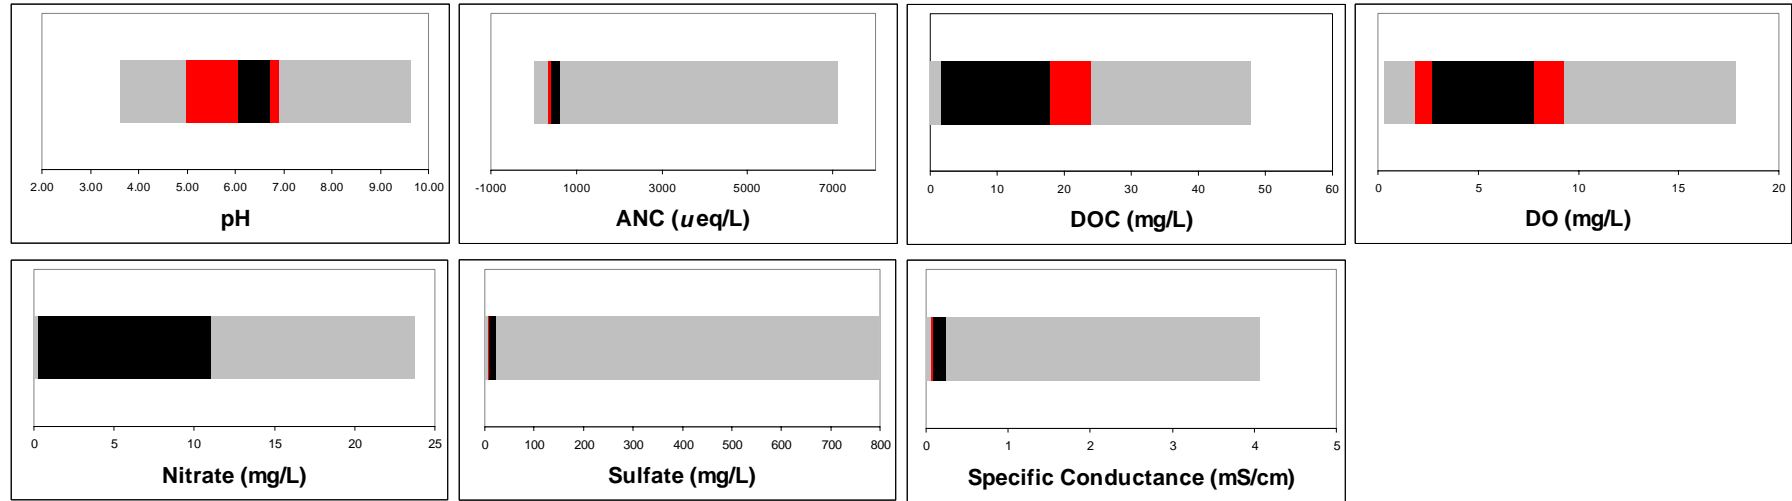 2.00 3.00 4.00 5.00 6.00 7.00 8.00 9.00 10.00
pH
-1000 1000 3000 5000 7000
ANC (ueq/L)
0 10 20 30 40 50 60
DOC (mg/L)
0 5 10 15 20
DO (mg/L)
0 5 10 15 20 25
Nitrate (mg/L)
0 100 200 300 400 500 600 700 800
Sulfate (mg/L)
0 1 2 3 4 5
Specific Conductance (mS/cm)